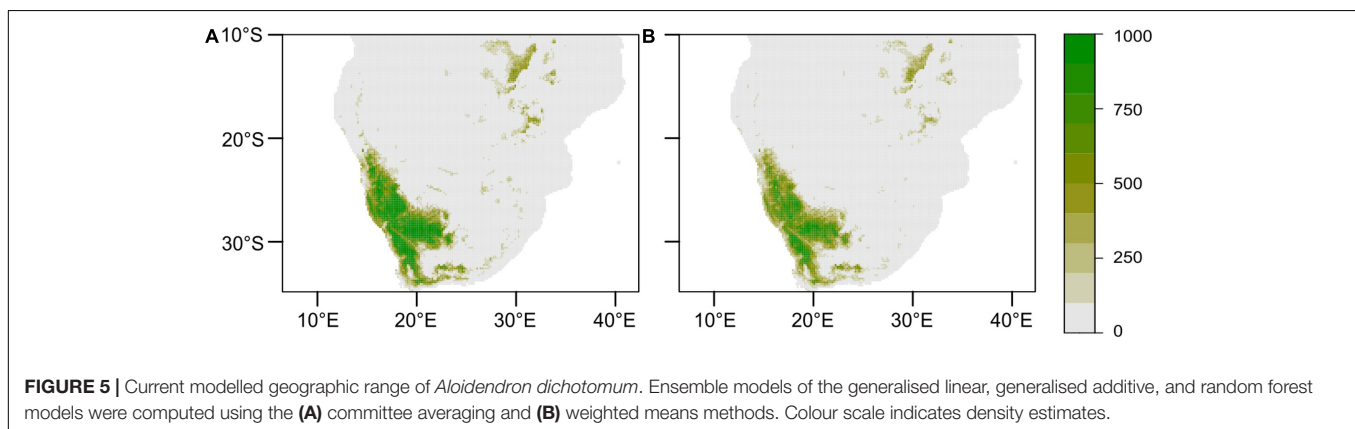 A
B
10°S
20°S
30°S
10°E 20°E 30°E 40°E
10°E 20°E 30°E 40°E
1000
750
500
250
0
FIGURE 5 | Current modelled geographic range of Aloidendron dichotomum. Ensemble models of the generalised linear, generalised additive, and random forest
models were computed using the (A) committee averaging and (B) weighted means methods. Colour scale indicates density estimates.